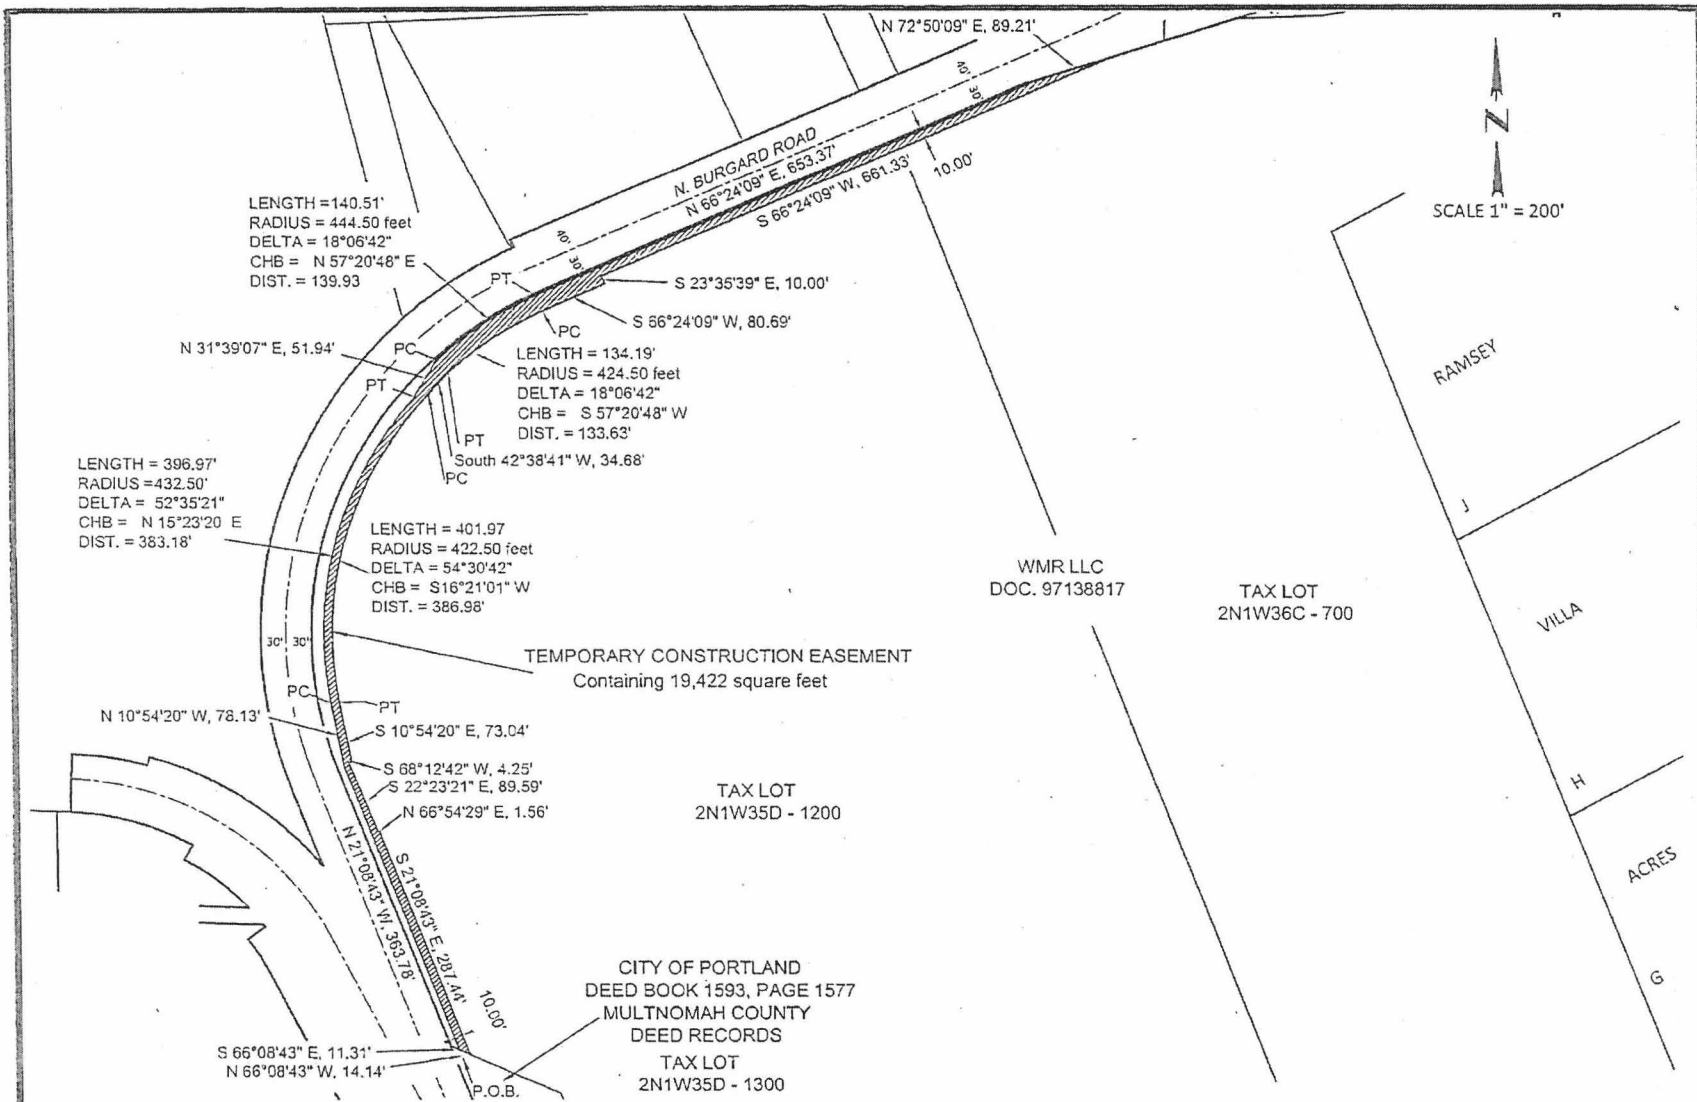 N 72°50'09" E, 89.21'
40'
30'
N
SCALE 1" = 200'
N. BURGARD ROAD
N 66°24'09" E, 653.37'
S 66°24'09" W, 661.33'
10.00'
LENGTH =140.51'
RADIUS = 444.50 feet
DELTA = 18°06'42"
CHB = N 57°20'48" E
DIST. = 139.93
40'
30'
PT
S 23°35'39" E, 10.00'
S 66°24'09" W, 80.69'
PC
N 31°39'07" E, 51.94'
PC
PT
LENGTH = 134.19'
RADIUS = 424.50 feet
DELTA = 18°06'42"
CHB = S 57°20'48" W
DIST. = 133.63'
PT
South 42°38'41" W, 34.68'
PC
RAMSEY
J
LENGTH = 396.97'
RADIUS =432.50'
DELTA = 52°35'21"
CHB = N 15°23'20 E
DIST. = 383.18'
LENGTH = 401.97
RADIUS = 422.50 feet
DELTA = 54°30'42"
CHB = S16°21'01" W
DIST. = 386.98'
WMR LLC
DOC. 97138817
TAX LOT
2N1W36C - 700
VILLA
30'
30'
TEMPORARY CONSTRUCTION EASEMENT
Containing 19,422 square feet
PC
PT
N 10°54'20" W, 78.13'
S 10°54'20" E, 73.04'
S 68°12'42" W, 4.25'
S 22°23'21" E, 89.59'
N 66°54'29" E, 1.56'
TAX LOT
2N1W35D - 1200
H
ACRES
G
N 21°08'43" W, 363.78'
S 21°08'43" E, 287.44'
10.00'
CITY OF PORTLAND
DEED BOOK 1593, PAGE 1577
MULTNOMAH COUNTY
DEED RECORDS
TAX LOT
2N1W35D - 1300
S 66°08'43" E, 11.31'
N 66°08'43" W, 14.14'
P.O.B.